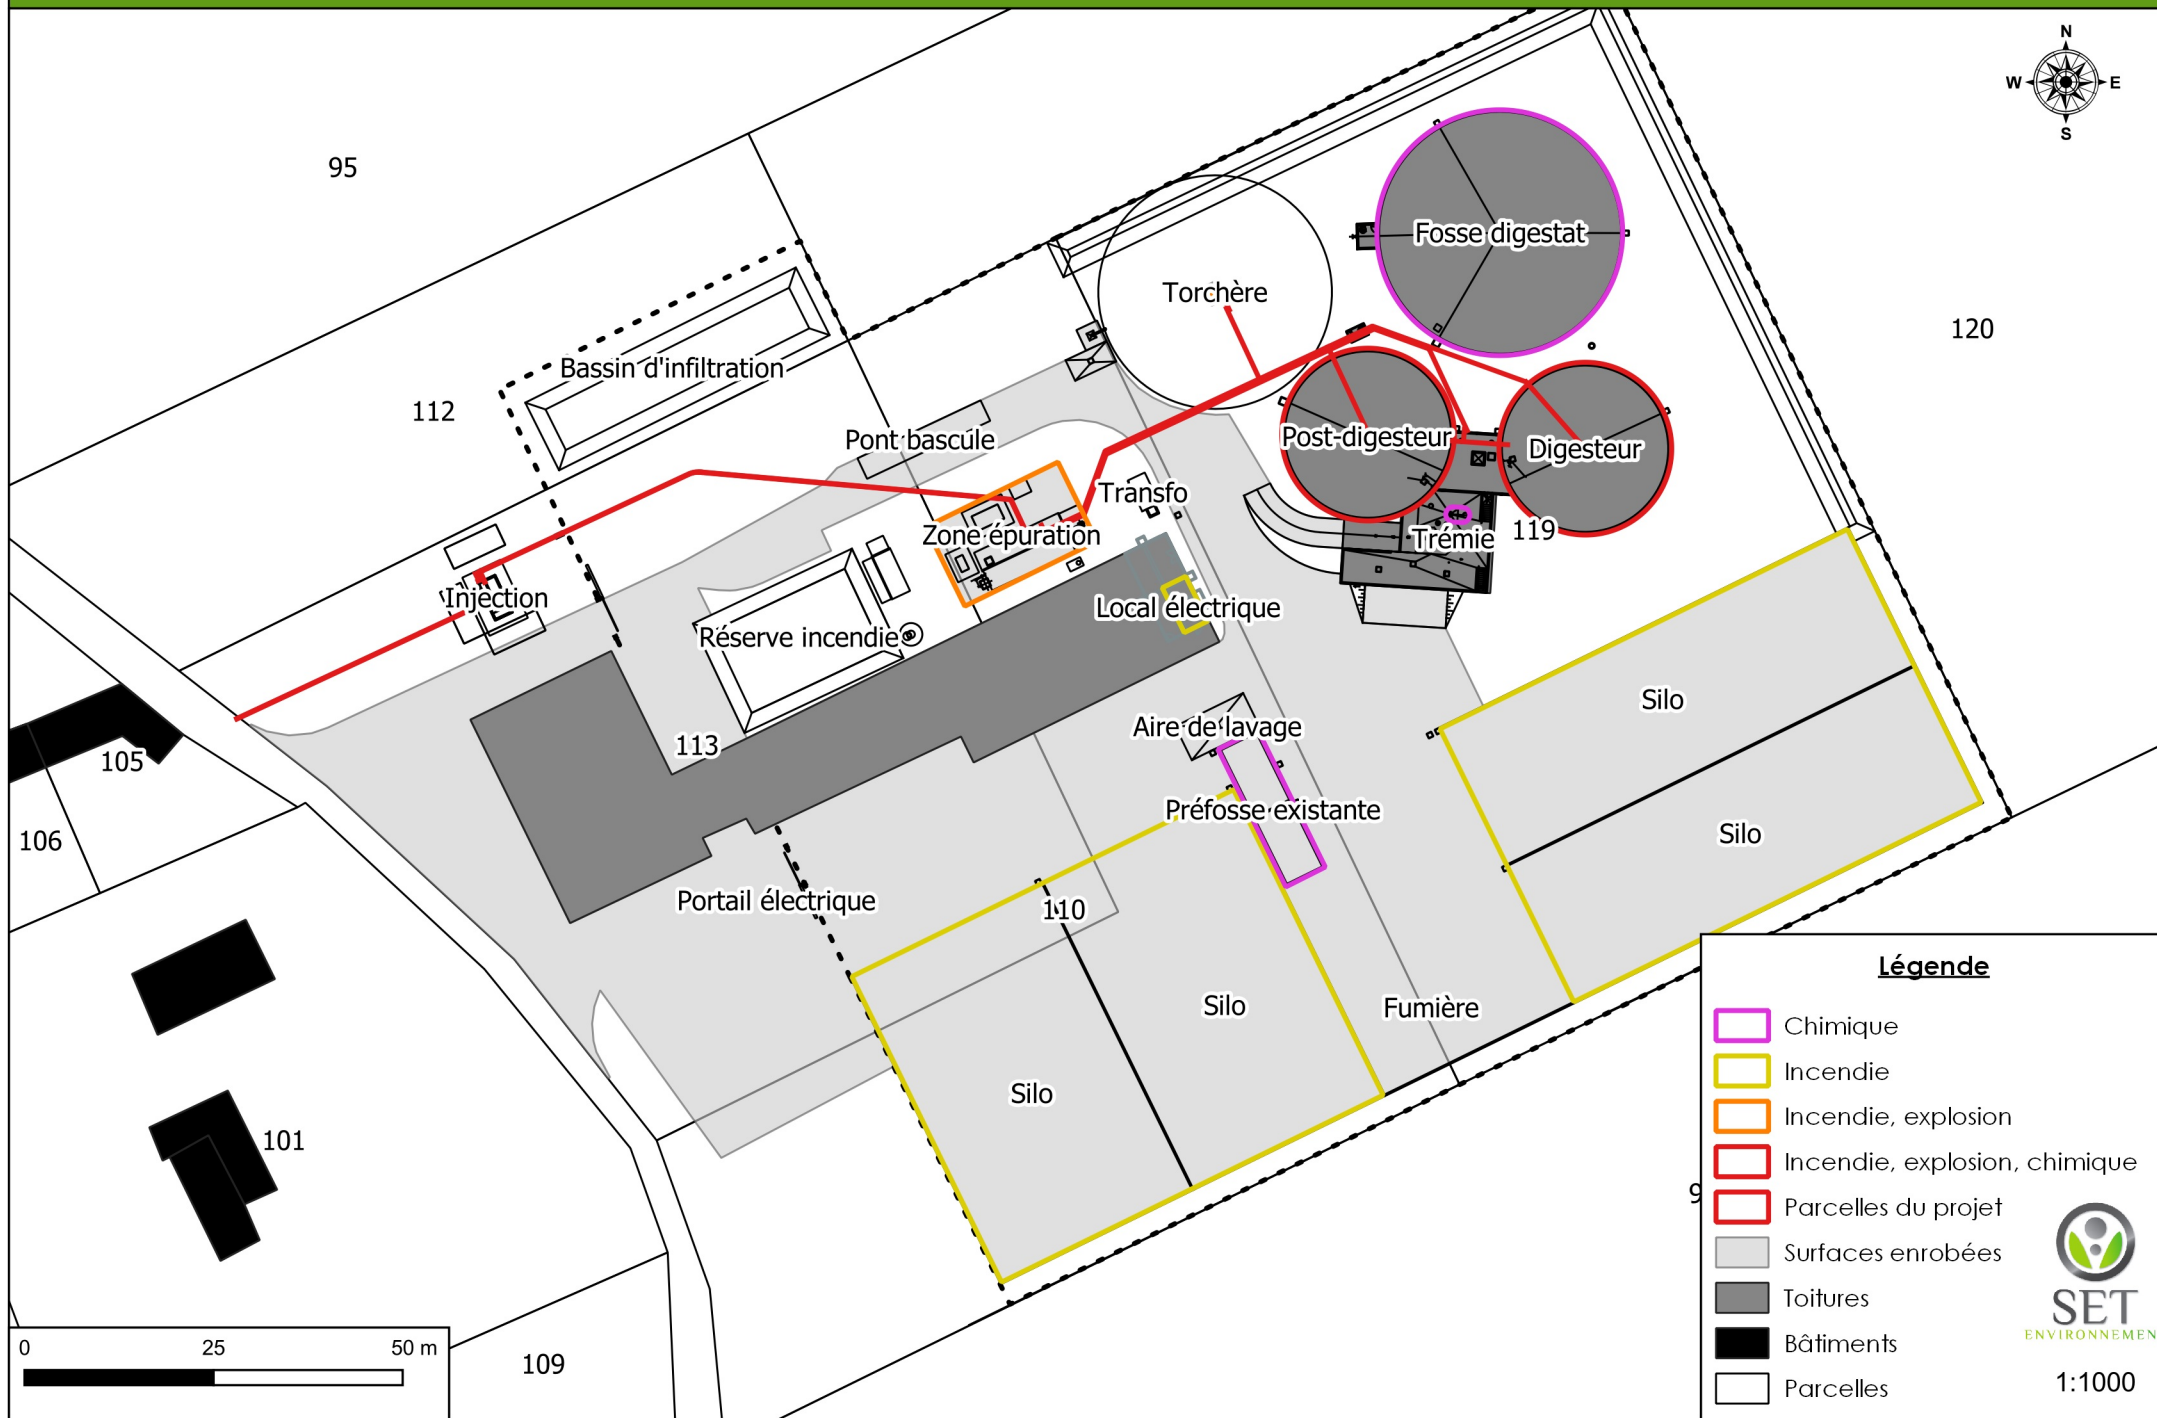 N
W
E
S
95
Fosse digestat
Torchère
120
Bassin d'infiltration
112
Pont bascule
Post-digesteur
Digesteur
Transfo
Zone épuration
Trémie
119
Injection
Local électrique
Réserve incendie
Silo
Aire de lavage
113
105
Préfosse existante
106
Silo
Portail électrique
110
Silo
Fumière
Silo
101
9
109
0 25 50 m
Légende
Chimique
Incendie
Incendie, explosion
Incendie, explosion, chimique
Parcelles du projet
Surfaces enrobées
Toitures
Bâtiments
Parcelles
SET
ENVIRONNEMEN
1:1000